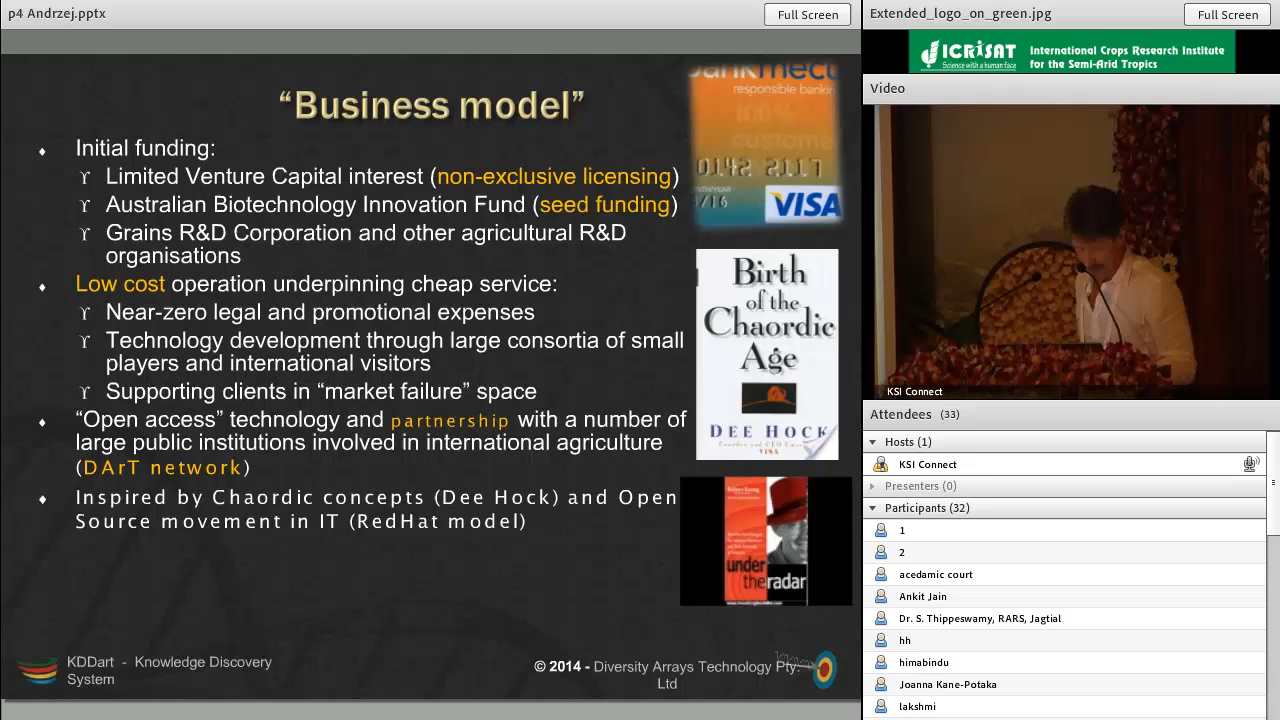 p4 Andrzej.pptx
Full Screen
“Business model”
Initial funding:
Limited Venture Capital interest (non-exclusive licensing)
Australian Biotechnology Innovation Fund (seed funding)
Grains R&D Corporation and other agricultural R&D
organisations
Low cost operation underpinning cheap service:
Near-zero legal and promotional expenses
Technology development through large consortia of small
players and international visitors
Supporting clients in “market failure” space
“Open access” technology and partnership with a number of
large public institutions involved in international agriculture
(DArT network)
Inspired by Chaordic concepts (Dee Hock) and Open
Source movement in IT (RedHat model)
responsible bankin
100%
custome
0142 2117
/16
VISA
Birth
of the
Chaordic
Age
DEE HOCK
VISA
under
the radar
KDDart - Knowledge Discovery
System
© 2014 - Diversity Arrays Technology Pty.
Ltd
Extended_logo_on_green.jpg
Full Screen
ICRISAT
Science with a human face
International Crops Research Institute
for the Semi-Arid Tropics
Video
KSI Connect
Attendees (33)
Hosts (1)
KSI Connect
Presenters (0)
Participants (32)
1
2
acedamic court
Ankit Jain
Dr. S. Thippeswamy, RARS, Jagtial
hh
himabindu
Joanna Kane-Potaka
lakshmi